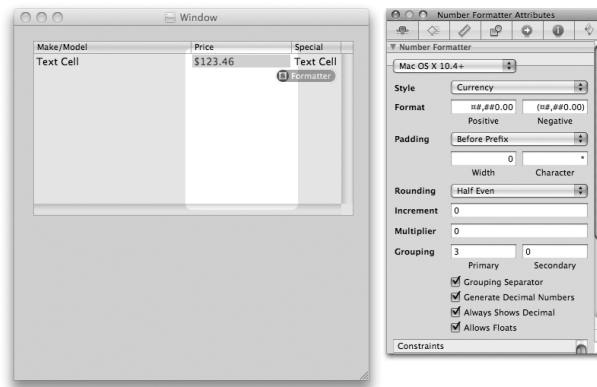 Window
Make/Model Price Special
Text Cell $123.46 Text Cell
Formatter
Number Formatter Attributes
Number Formatter
Mac OS X 10.4+
Style Currency
Format ¤#,##0.00 (¤#,##0.00)
Positive Negative
Padding Before Prefix
0 *
Width Character
Rounding Half Even
Increment 0
Multiplier 0
Grouping 3 0
Primary Secondary
Grouping Separator
Generate Decimal Numbers
Always Shows Decimal
Allows Floats
Constraints